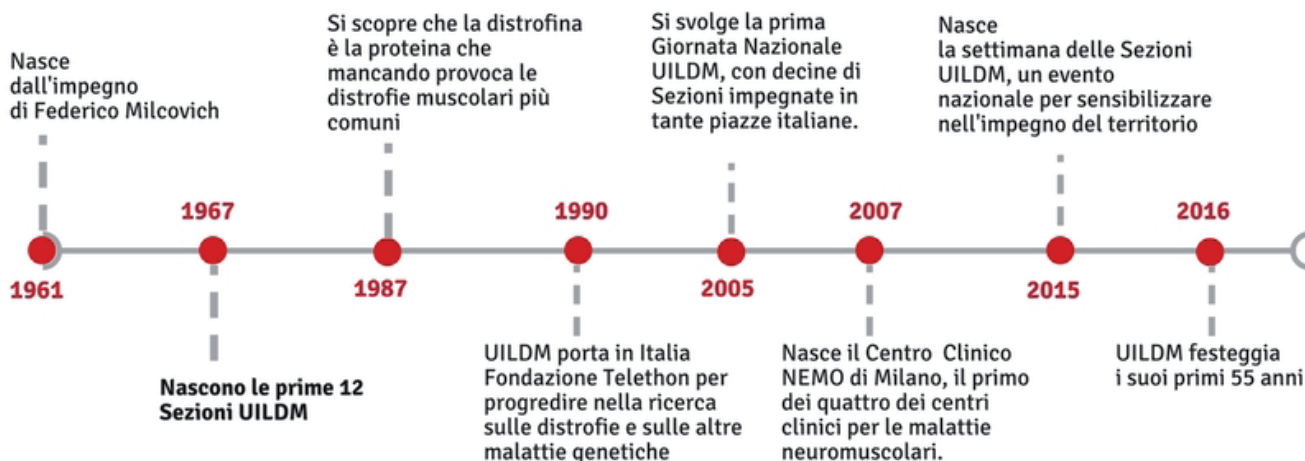 Nasce
dall'impegno
di Federico Milcovich
1961
1967
Nascono le prime 12
Sezioni UILDM
Si scopre che la distrofina
è la proteina che
mancando provoca le
distrofie muscolari più
comuni
1987
1990
UILDM porta in Italia
Fondazione Telethon per
progredire nella ricerca
sulle distrofie e sulle altre
malattie genetiche
Si svolge la prima
Giornata Nazionale
UILDM, con decine di
Sezioni impegnate in
tante piazze italiane.
2005
2007
Nasce il Centro Clinico
NEMO di Milano, il primo
dei quattro dei centri
clinici per le malattie
neuromuscolari.
Nasce
la settimana delle Sezioni
UILDM, un evento
nazionale per sensibilizzare
nell'impegno del territorio
2015
2016
UILDM festeggia
i suoi primi 55 anni